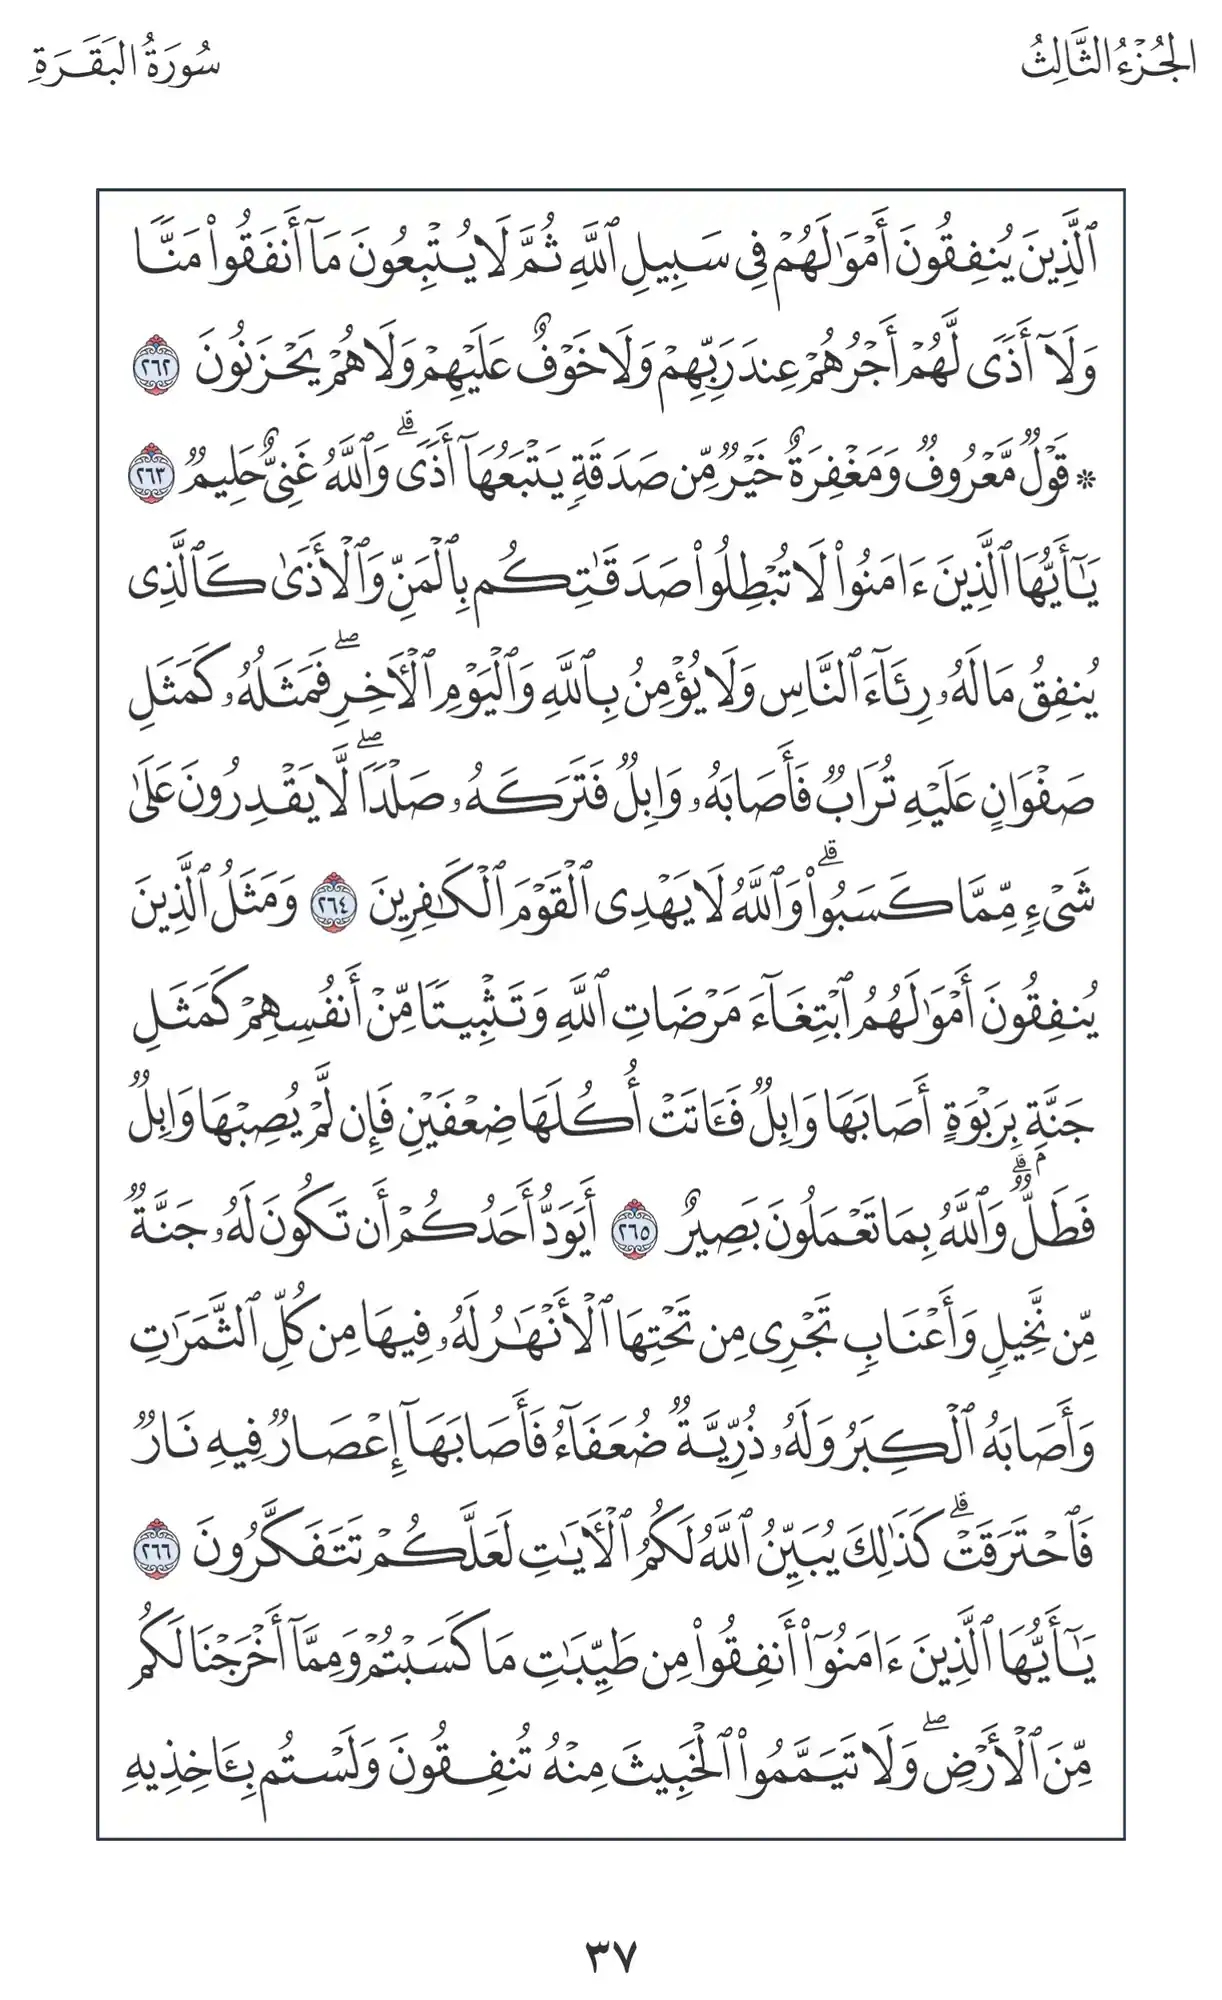 الجُزْءُ الثَّالِثُ
سُورَةُ البَقَرَةِ
ٱلَّذِينَ يُنفِقُونَ أَمْوَٰلَهُمْ فِى سَبِيلِ ٱللَّهِ ثُمَّ لَا يُتْبِعُونَ مَآ أَنفَقُوا۟ مَنًّا
وَلَآ أَذًى لَّهُمْ أَجْرُهُمْ عِندَ رَبِّهِمْ وَلَا خَوْفٌ عَلَيْهِمْ وَلَا هُمْ يَحْزَنُونَ ٢٦٢
* قَوْلٌ مَّعْرُوفٌ وَمَغْفِرَةٌ خَيْرٌ مِّن صَدَقَةٍ يَتْبَعُهَآ أَذًى ۗ وَٱللَّهُ غَنِىٌّ حَلِيمٌ ٢٦٣
يَٰٓأَيُّهَا ٱلَّذِينَ ءَامَنُوا۟ لَا تُبْطِلُوا۟ صَدَقَٰتِكُم بِٱلْمَنِّ وَٱلْأَذَىٰ كَٱلَّذِى
يُنفِقُ مَالَهُۥ رِئَآءَ ٱلنَّاسِ وَلَا يُؤْمِنُ بِٱللَّهِ وَٱلْيَوْمِ ٱلْءَاخِرِ ۖ فَمَثَلُهُۥ كَمَثَلِ
صَفْوَانٍ عَلَيْهِ تُرَابٌ فَأَصَابَهُۥ وَابِلٌ فَتَرَكَهُۥ صَلْدًا ۖ لَّا يَقْدِرُونَ عَلَىٰ
شَىْءٍ مِّمَّا كَسَبُوا۟ ۗ وَٱللَّهُ لَا يَهْدِى ٱلْقَوْمَ ٱلْكَٰفِرِينَ ٢٦٤ وَمَثَلُ ٱلَّذِينَ
يُنفِقُونَ أَمْوَٰلَهُمُ ٱبْتِغَآءَ مَرْضَاتِ ٱللَّهِ وَتَثْبِيتًا مِّنْ أَنفُسِهِمْ كَمَثَلِ
جَنَّةٍۭ بِرَبْوَةٍ أَصَابَهَا وَابِلٌ فَـَٔاتَتْ أُكُلَهَا ضِعْفَيْنِ فَإِن لَّمْ يُصِبْهَا وَابِلٌ
فَطَلٌّ ۗ وَٱللَّهُ بِمَا تَعْمَلُونَ بَصِيرٌ ٢٦٥ أَيَوَدُّ أَحَدُكُمْ أَن تَكُونَ لَهُۥ جَنَّةٌ
مِّن نَّخِيلٍ وَأَعْنَابٍ تَجْرِى مِن تَحْتِهَا ٱلْأَنْهَٰرُ لَهُۥ فِيهَا مِن كُلِّ ٱلثَّمَرَٰتِ
وَأَصَابَهُ ٱلْكِبَرُ وَلَهُۥ ذُرِّيَّةٌ ضُعَفَآءُ فَأَصَابَهَآ إِعْصَارٌ فِيهِ نَارٌ
فَٱحْتَرَقَتْ ۗ كَذَٰلِكَ يُبَيِّنُ ٱللَّهُ لَكُمُ ٱلْءَايَٰتِ لَعَلَّكُمْ تَتَفَكَّرُونَ ٢٦٦
يَٰٓأَيُّهَا ٱلَّذِينَ ءَامَنُوٓا۟ أَنفِقُوا۟ مِن طَيِّبَٰتِ مَا كَسَبْتُمْ وَمِمَّآ أَخْرَجْنَا لَكُم
مِّنَ ٱلْأَرْضِ ۖ وَلَا تَيَمَّمُوا۟ ٱلْخَبِيثَ مِنْهُ تُنفِقُونَ وَلَسْتُم بِـَٔاخِذِيهِ
٣٧